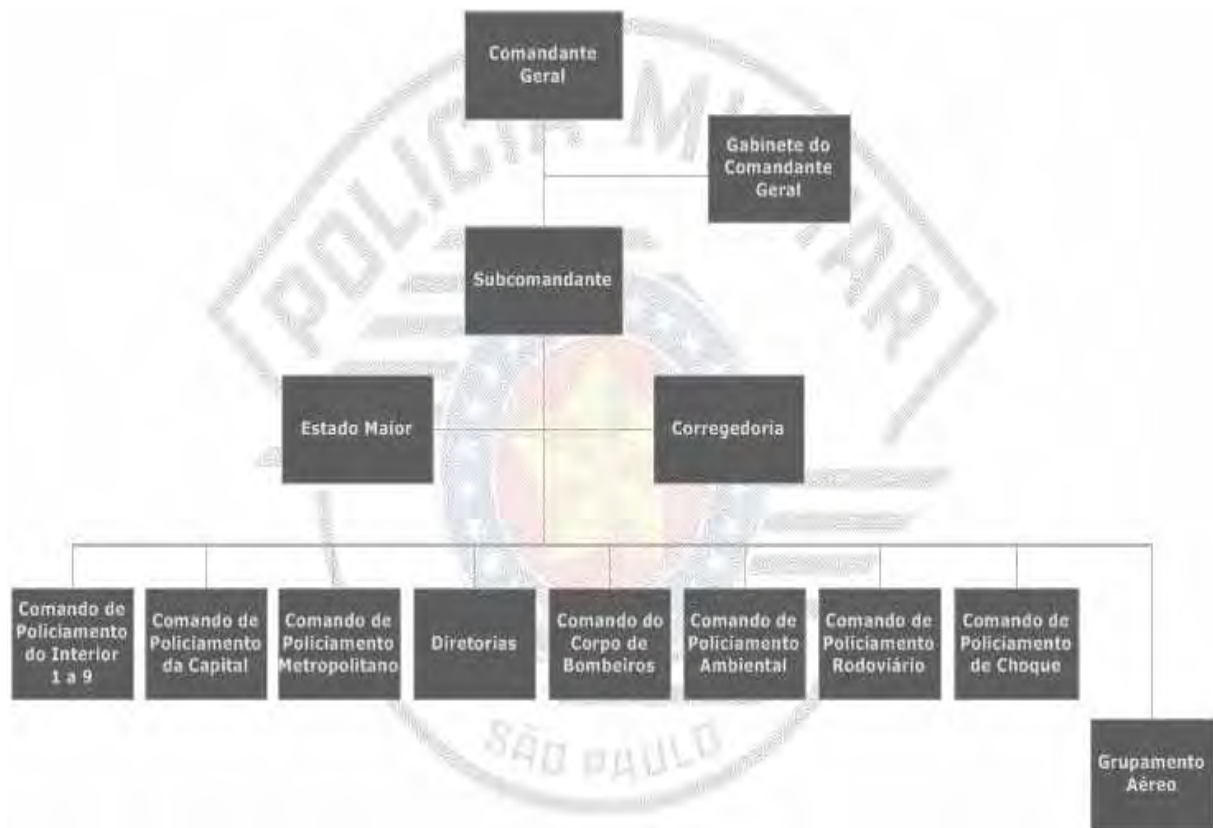 Comandante
Geral
POLÍCIA MILITAR
Gabinete do
Comandante
Geral
Subcomandante
Estado Maior
Corregedoria
Comando de
Policiamento
do Interior
1 a 9
Comando de
Policiamento
da Capital
Comando de
Policiamento
Metropolitano
Diretorias
Comando do
Corpo de
Bombeiros
Comando de
Policiamento
Ambiental
Comando de
Policiamento
Rodoviário
Comando de
Policiamento
de Choque
SÃO PAULO
Grupamento
Aéreo